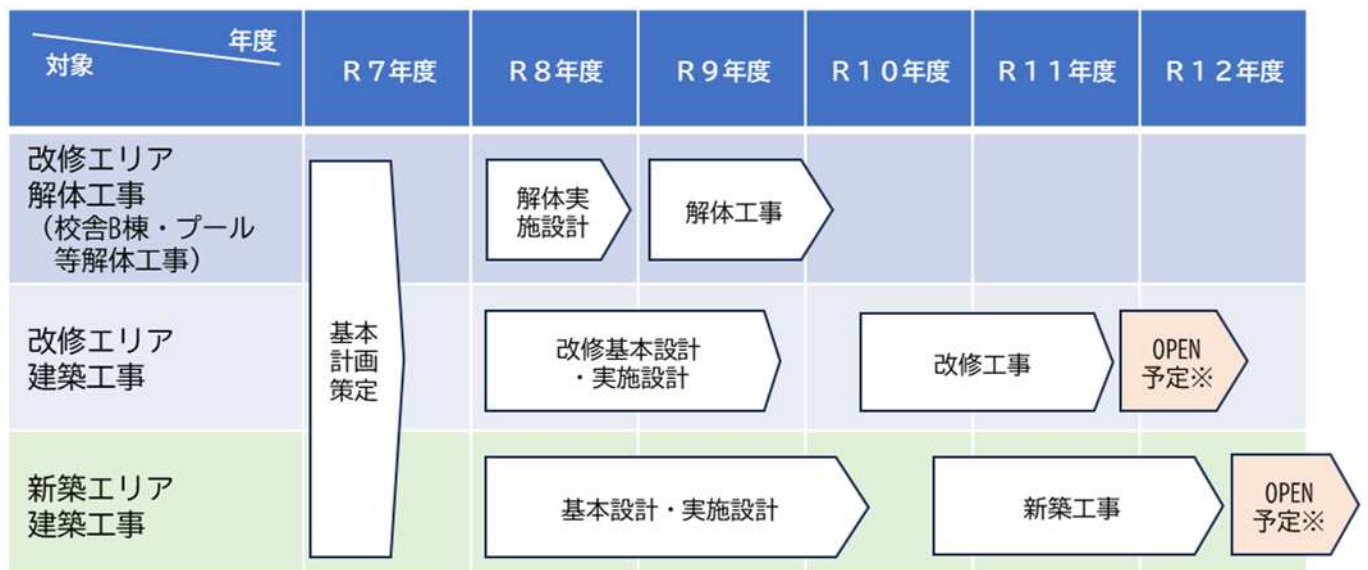 年度
対象
R7年度
R8年度
R9年度
R10年度
R11年度
R12年度
改修エリア
解体工事
（校舎B棟・プール
等解体工事）
解体実
施設計
解体工事
基本
計画
策定
改修エリア
建築工事
改修基本設計
・実施設計
改修工事
OPEN
予定※
新築エリア
建築工事
基本設計・実施設計
新築工事
OPEN
予定※